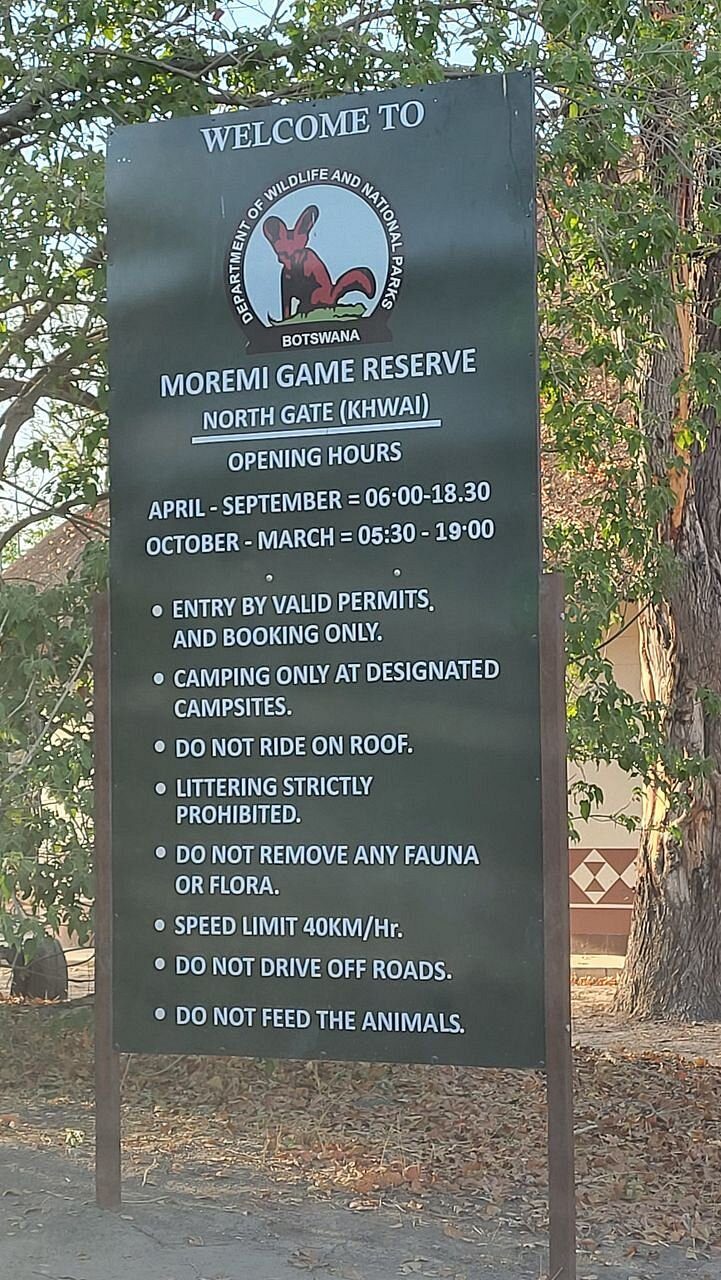 WELCOME TO
DEPARTMENT OF WILDLIFE AND NATIONAL PARKS
BOTSWANA
MOREMI GAME RESERVE
NORTH GATE (KHWAI)
OPENING HOURS
APRIL - SEPTEMBER = 06:00-18.30
OCTOBER - MARCH = 05:30 - 19:00
• ENTRY BY VALID PERMITS,
AND BOOKING ONLY.
• CAMPING ONLY AT DESIGNATED
CAMPSITES.
• DO NOT RIDE ON ROOF.
• LITTERING STRICTLY
PROHIBITED.
• DO NOT REMOVE ANY FAUNA
OR FLORA.
• SPEED LIMIT 40KM/Hr.
• DO NOT DRIVE OFF ROADS.
• DO NOT FEED THE ANIMALS.